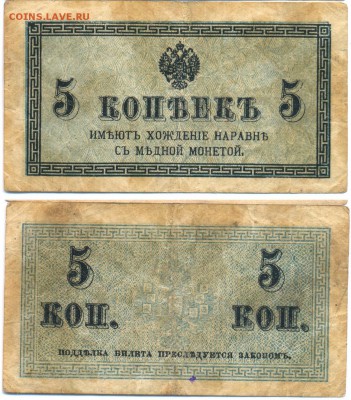 COINS.LAVE.RU
5 КОПѢЕКЪ 5
ИМѢЮТЪ ХОЖДЕНІЕ НАРАВНѢ
СЪ МѢДНОЙ МОНЕТОЙ.
5 5
КОП. КОП.
ПОДДѢЛКА БИЛЕТА ПРЕСЛѢДУЕТСЯ ЗАКОНОМЪ.